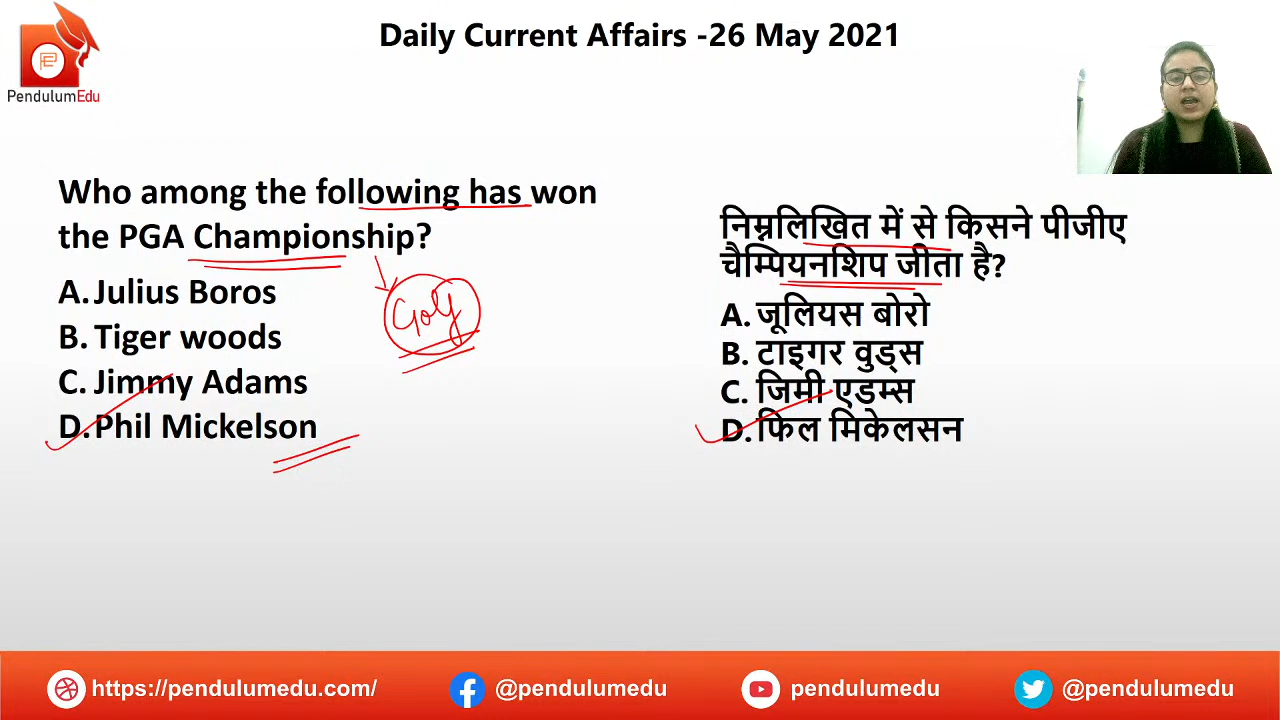 Daily Current Affairs -26 May 2021
PendulumEdu
Who among the following has won
the PGA Championship?
A. Julius Boros
B. Tiger woods
C. Jimmy Adams
D. Phil Mickelson
Golf
निम्नलिखित में से किसने पीजीए
चैम्पियनशिप जीता है?
A. जूलियस बोरो
B. टाइगर वुड्स
C. जिमी एडम्स
D. फिल मिकेलसन
https://pendulumedu.com/
@pendulumedu
pendulumedu
@pendulumedu